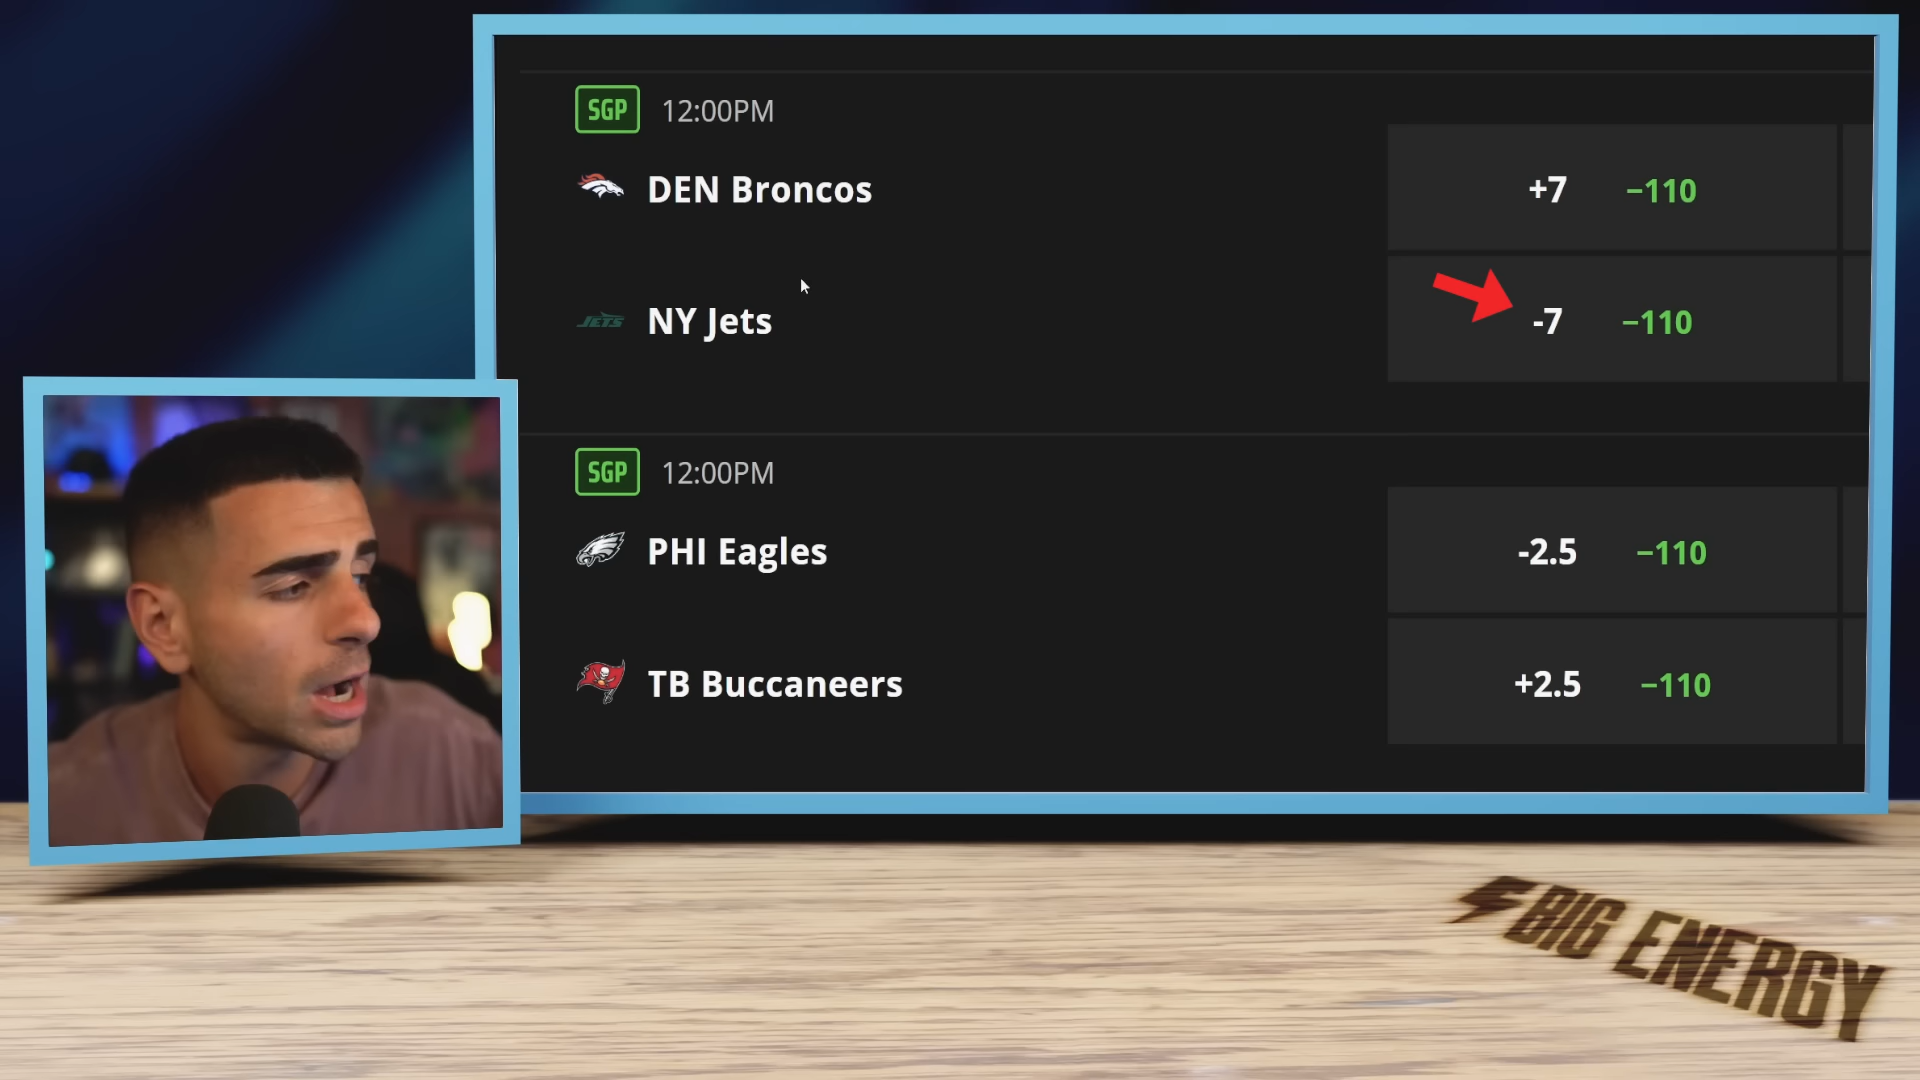 SGP 12:00PM
DEN Broncos +7 −110
JETS NY Jets -7 −110
SGP 12:00PM
PHI Eagles -2.5 −110
TB Buccaneers +2.5 −110
BIG ENERGY